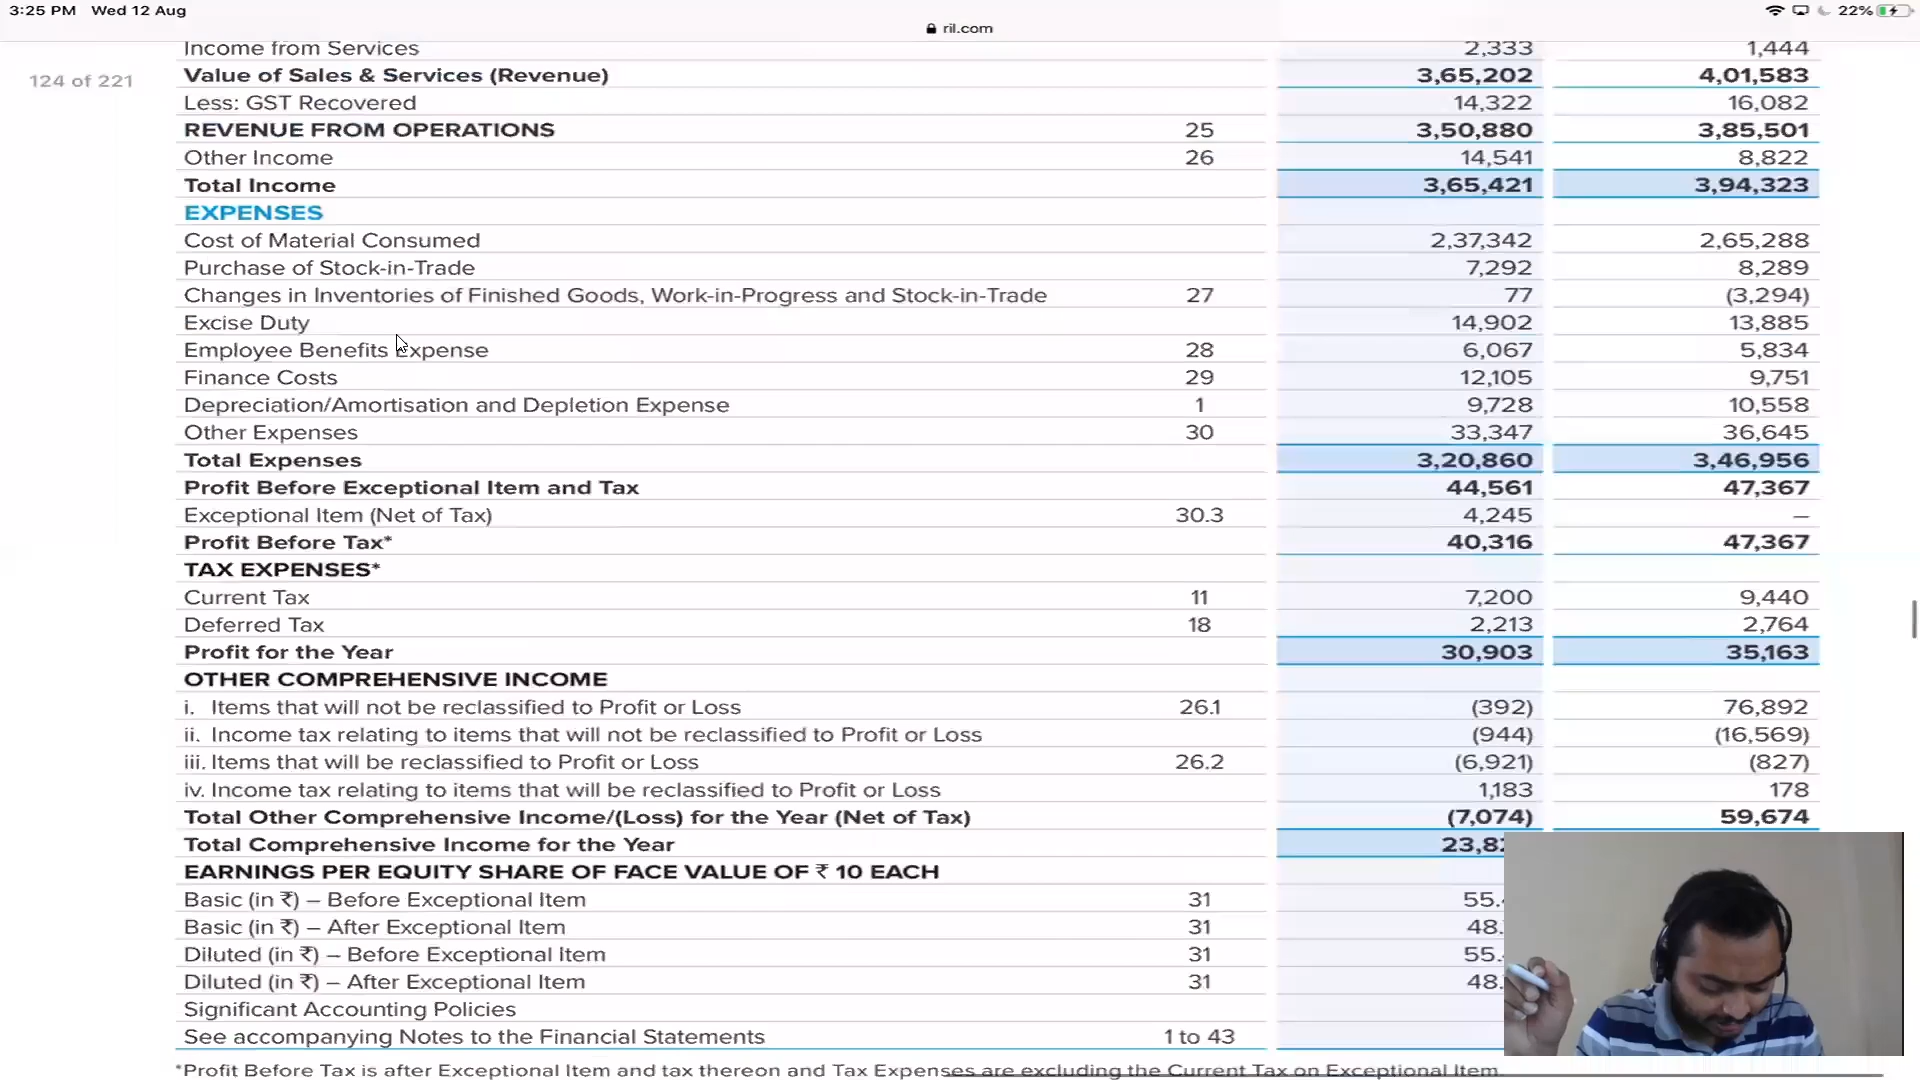 3:25 PM Wed 12 Aug
22%
ril.com
124 of 221
Income from Services 2,333 1,444
Value of Sales & Services (Revenue) 3,65,202 4,01,583
Less: GST Recovered 14,322 16,082
REVENUE FROM OPERATIONS 25 3,50,880 3,85,501
Other Income 26 14,541 8,822
Total Income 3,65,421 3,94,323
EXPENSES
Cost of Material Consumed 2,37,342 2,65,288
Purchase of Stock-in-Trade 7,292 8,289
Changes in Inventories of Finished Goods, Work-in-Progress and Stock-in-Trade 27 77 (3,294)
Excise Duty 14,902 13,885
Employee Benefits Expense 28 6,067 5,834
Finance Costs 29 12,105 9,751
Depreciation/Amortisation and Depletion Expense 1 9,728 10,558
Other Expenses 30 33,347 36,645
Total Expenses 3,20,860 3,46,956
Profit Before Exceptional Item and Tax 44,561 47,367
Exceptional Item (Net of Tax) 30.3 4,245 –
Profit Before Tax* 40,316 47,367
TAX EXPENSES*
Current Tax 11 7,200 9,440
Deferred Tax 18 2,213 2,764
Profit for the Year 30,903 35,163
OTHER COMPREHENSIVE INCOME
i. Items that will not be reclassified to Profit or Loss 26.1 (392) 76,892
ii. Income tax relating to items that will not be reclassified to Profit or Loss (944) (16,569)
iii. Items that will be reclassified to Profit or Loss 26.2 (6,921) (827)
iv. Income tax relating to items that will be reclassified to Profit or Loss 1,183 178
Total Other Comprehensive Income/(Loss) for the Year (Net of Tax) (7,074) 59,674
Total Comprehensive Income for the Year 23,8
EARNINGS PER EQUITY SHARE OF FACE VALUE OF ₹ 10 EACH
Basic (in ₹) – Before Exceptional Item 31 55.
Basic (in ₹) – After Exceptional Item 31 48.
Diluted (in ₹) – Before Exceptional Item 31 55.
Diluted (in ₹) – After Exceptional Item 31 48.
Significant Accounting Policies
See accompanying Notes to the Financial Statements 1 to 43
*Profit Before Tax is after Exceptional Item and tax thereon and Tax Expenses are excluding the Current Tax on Exceptional Item.